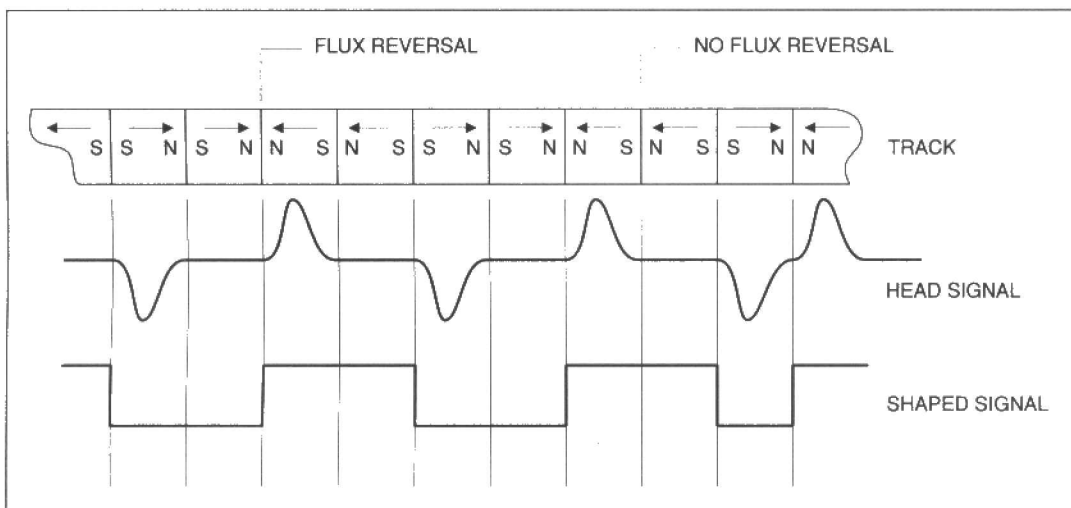 FLUX REVERSAL
NO FLUX REVERSAL
S S N S N N S N S S N S N N S N S S N N
TRACK
HEAD SIGNAL
SHAPED SIGNAL